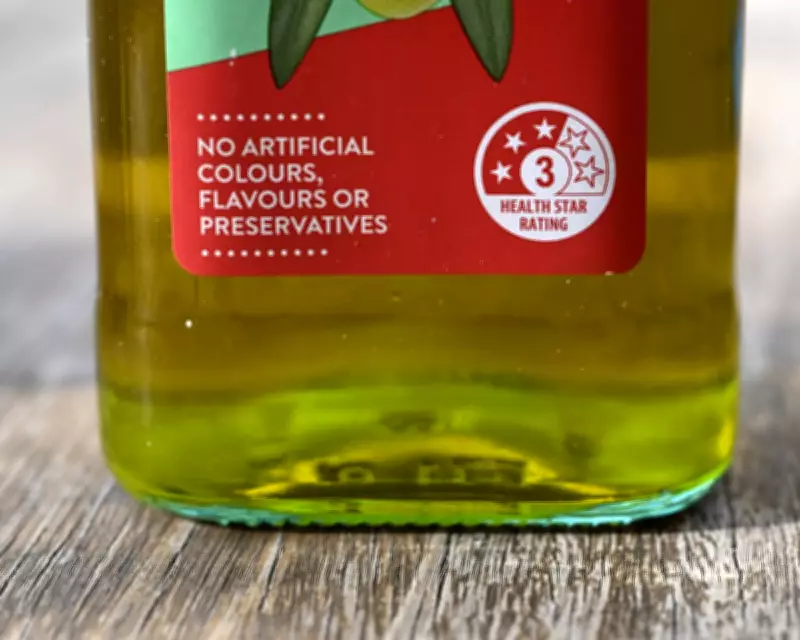 NO ARTIFICIAL
COLOURS,
FLAVOURS OR
PRESERVATIVES
3
HEALTH STAR
RATING